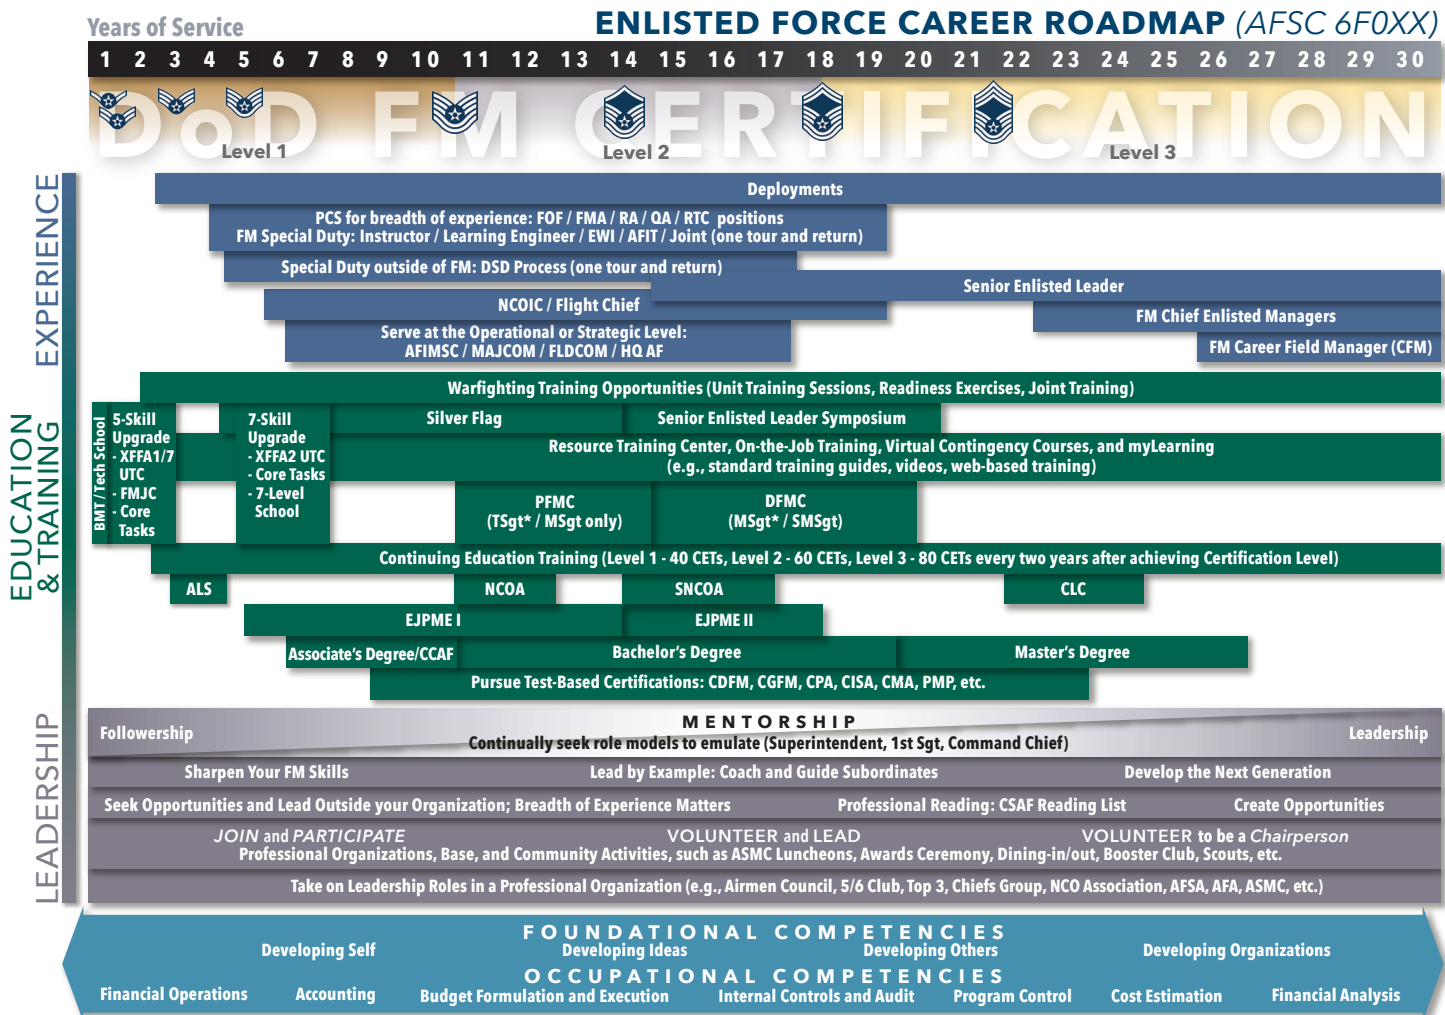 Years of Service
ENLISTED FORCE CAREER ROADMAP (AFSC 6F0XX)
1 2 3 4 5 6 7 8 9 10 11 12 13 14 15 16 17 18 19 20 21 22 23 24 25 26 27 28 29 30
DoD FM CERTIFICATION
Level 1
Level 2
Level 3
EXPERIENCE
Deployments
PCS for breadth of experience: FOF / FMA / RA / QA / RTC positions
FM Special Duty: Instructor / Learning Engineer / EWI / AFIT / Joint (one tour and return)
Special Duty outside of FM: DSD Process (one tour and return)
Senior Enlisted Leader
NCOIC / Flight Chief
FM Chief Enlisted Managers
Serve at the Operational or Strategic Level:
AFIMSC / MAJCOM / FLDCOM / HQ AF
FM Career Field Manager (CFM)
EDUCATION
& TRAINING
Warfighting Training Opportunities (Unit Training Sessions, Readiness Exercises, Joint Training)
BMT / Tech School
5-Skill
Upgrade
- XFFA1/7
UTC
- FMJC
- Core
Tasks
7-Skill
Upgrade
- XFFA2 UTC
- Core Tasks
- 7-Level
School
Silver Flag
Senior Enlisted Leader Symposium
Resource Training Center, On-the-Job Training, Virtual Contingency Courses, and myLearning
(e.g., standard training guides, videos, web-based training)
PFMC
(TSgt* / MSgt only)
DFMC
(MSgt* / SMSgt)
Continuing Education Training (Level 1 - 40 CETs, Level 2 - 60 CETs, Level 3 - 80 CETs every two years after achieving Certification Level)
ALS
NCOA
SNCOA
CLC
EJPME I
EJPME II
Associate's Degree/CCAF
Bachelor's Degree
Master's Degree
Pursue Test-Based Certifications: CDFM, CGFM, CPA, CISA, CMA, PMP, etc.
LEADERSHIP
MENTORSHIP
Followership
Leadership
Continually seek role models to emulate (Superintendent, 1st Sgt, Command Chief)
Sharpen Your FM Skills
Lead by Example: Coach and Guide Subordinates
Develop the Next Generation
Seek Opportunities and Lead Outside your Organization; Breadth of Experience Matters
Professional Reading: CSAF Reading List
Create Opportunities
JOIN and PARTICIPATE
VOLUNTEER and LEAD
VOLUNTEER to be a Chairperson
Professional Organizations, Base, and Community Activities, such as ASMC Luncheons, Awards Ceremony, Dining-in/out, Booster Club, Scouts, etc.
Take on Leadership Roles in a Professional Organization (e.g., Airmen Council, 5/6 Club, Top 3, Chiefs Group, NCO Association, AFSA, AFA, ASMC, etc.)
FOUNDATIONAL COMPETENCIES
Developing Self
Developing Ideas
Developing Others
Developing Organizations
OCCUPATIONAL COMPETENCIES
Financial Operations
Accounting
Budget Formulation and Execution
Internal Controls and Audit
Program Control
Cost Estimation
Financial Analysis